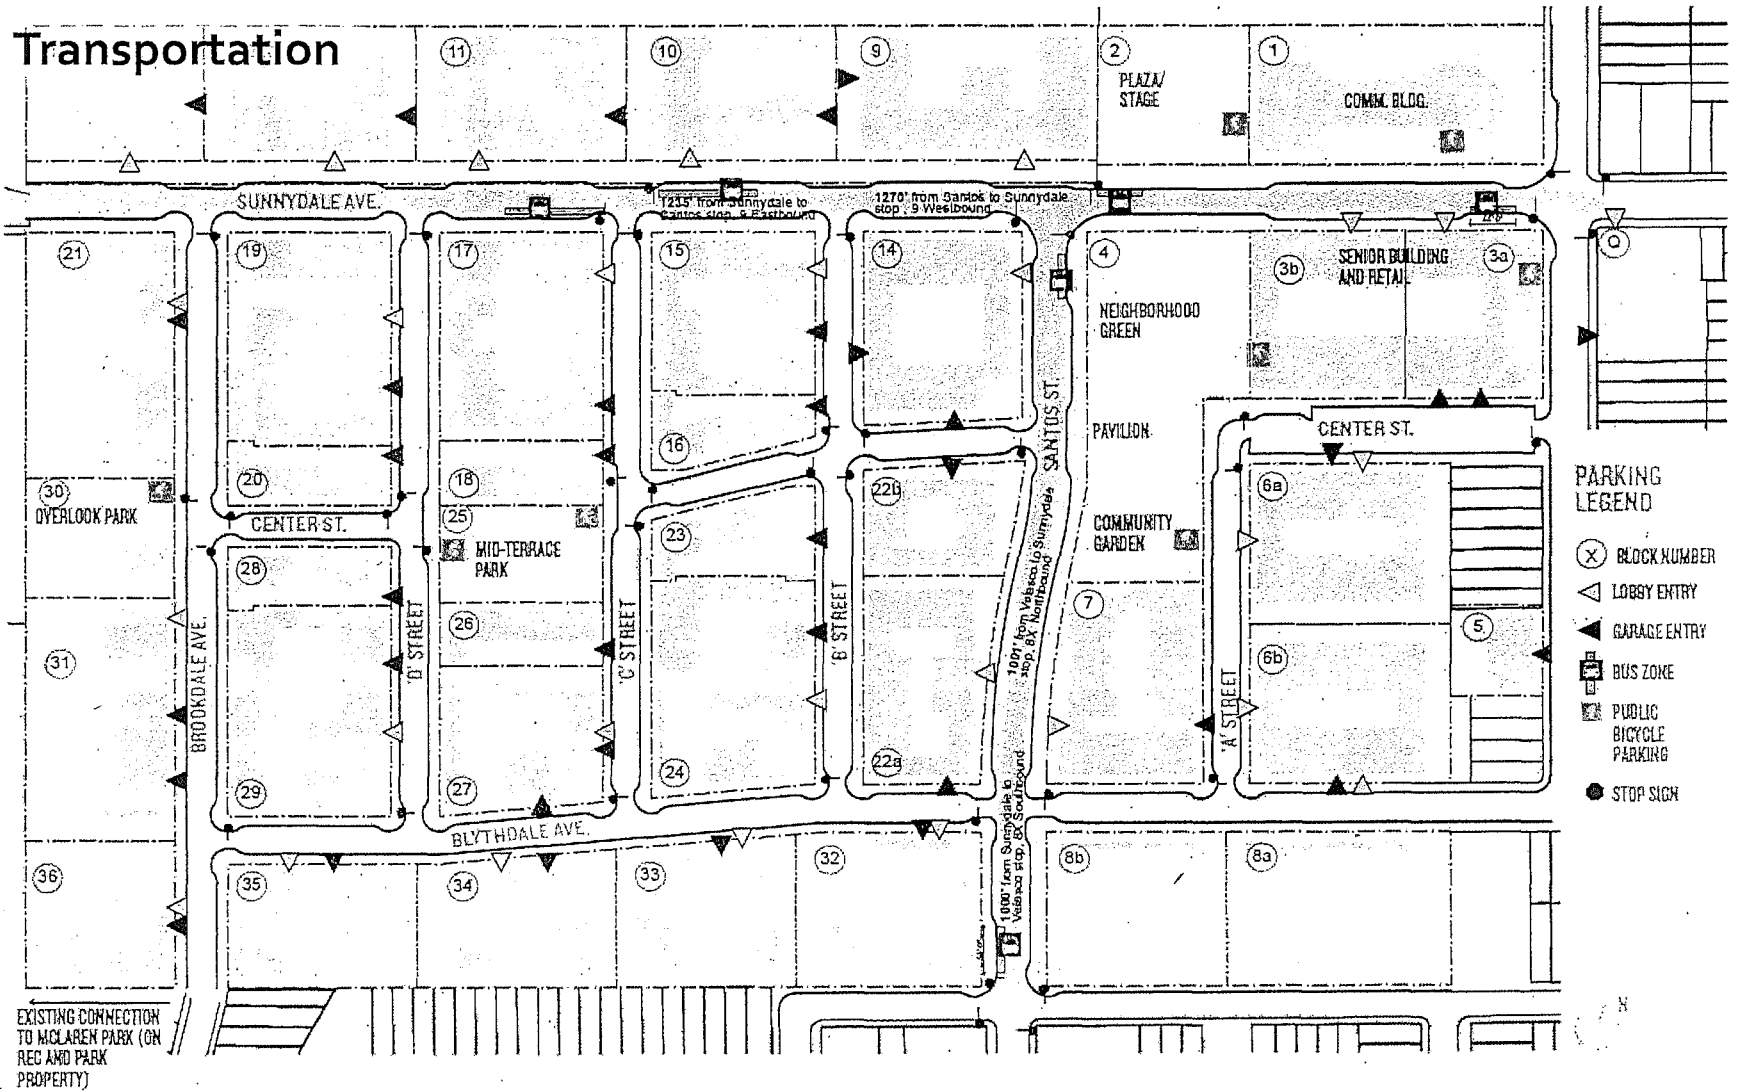 Transportation
11
10
9
2
1
PLAZA/
STAGE
COMM. BLDG.
SUNNYDALE AVE.
1235' from Sunnydale to
Santos stop, 9 Eastbound
1270' from Santos to Sunnydale
stop, 9 Westbound
21
19
17
15
14
4
3b
SENIOR BUILDING
AND RETAIL
3a
Q
NEIGHBORHOOD
GREEN
SANTOS ST.
PAVILION
CENTER ST.
16
20
18
22b
6a
30
OVERLOOK PARK
CENTER ST.
25
MID-TERRACE
PARK
23
COMMUNITY
GARDEN
1001' from Velasco to Sunnydale
stop, 8X Northbound
28
26
7
5
31
6b
BROOKDALE AVE.
'D' STREET
'C' STREET
'B' STREET
'A' STREET
29
27
24
22a
BLYTHDALE AVE.
1000' from Sunnydale to
Velasco stop, 8X Southbound
36
35
34
33
32
8b
8a
PARKING
LEGEND
X BLOCK NUMBER
LOBBY ENTRY
GARAGE ENTRY
BUS ZONE
PUBLIC
BICYCLE
PARKING
STOP SIGN
N
EXISTING CONNECTION
TO MCLAREN PARK (ON
REC AND PARK
PROPERTY)